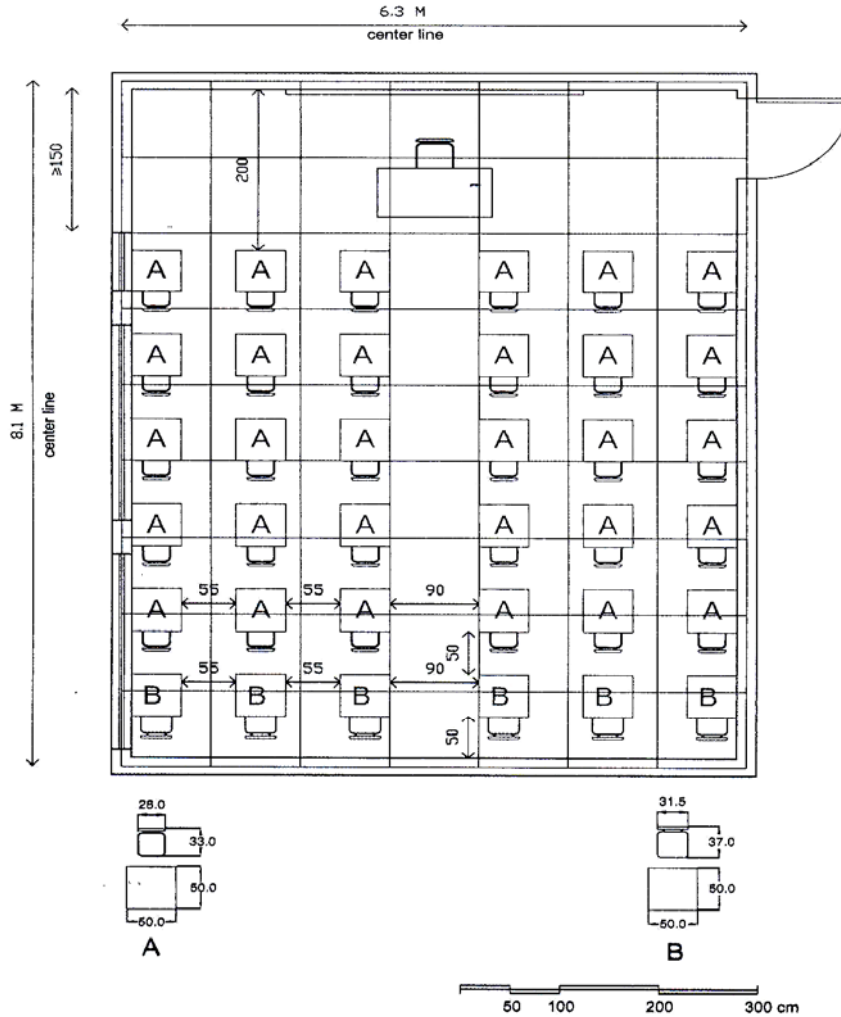 6.3 M
center line
≥150
200
8.1 M
center line
A A A A A A
A A A A A A
A A A A A A
A A A A A A
55 55 90
A A A A A A
50
55 55 90
B B B B B B
50
28.0
33.0
50.0
50.0
A
31.5
37.0
50.0
50.0
B
50 100 200 300 cm